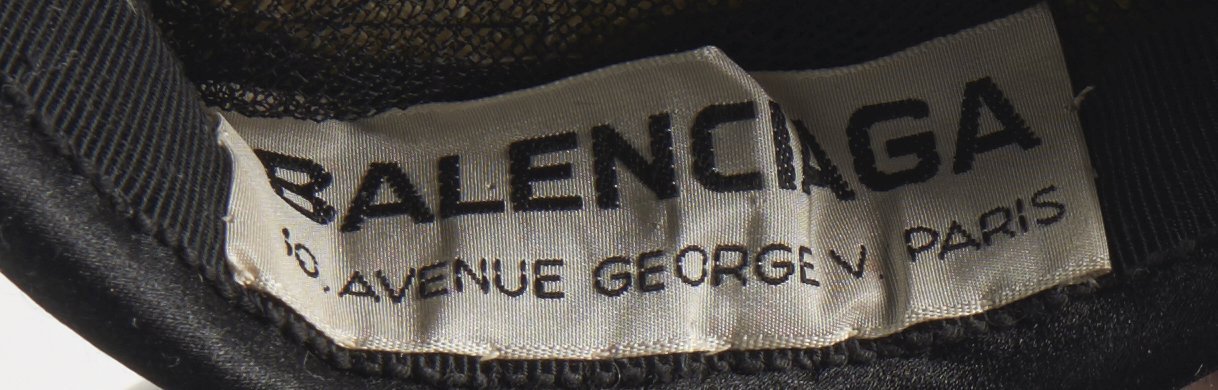 BALENCIAGA
10. AVENUE GEORGE V. PARIS